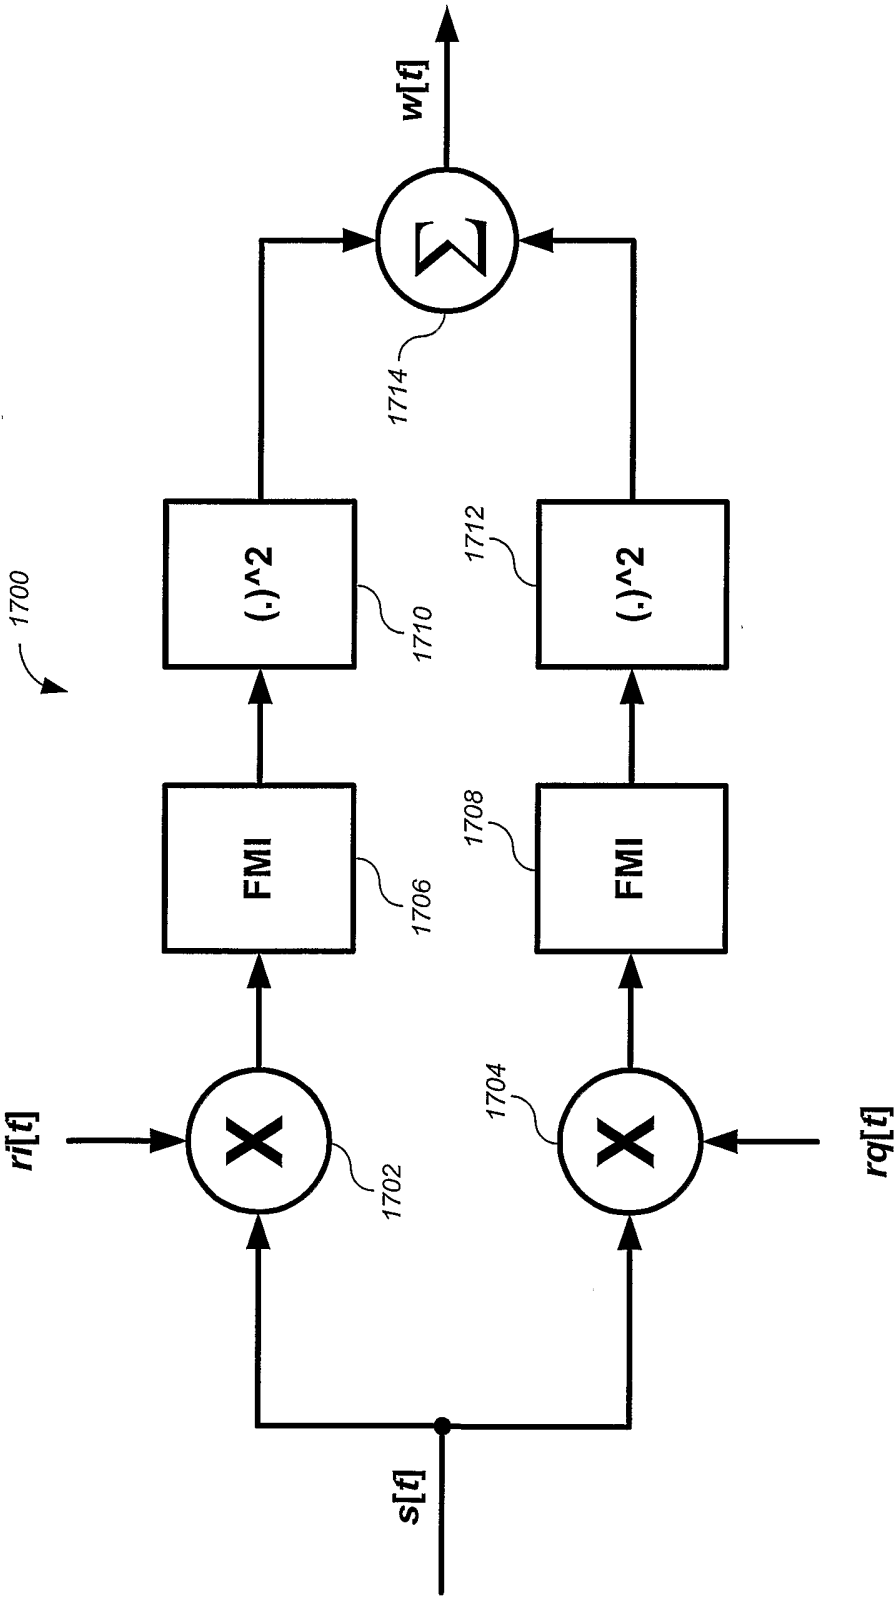 1700
ri[t]
X
1702
FMI
1706
(.)^2
1710
s[t]
Σ
1714
w[t]
X
1704
FMI
1708
(.)^2
1712
rq[t]